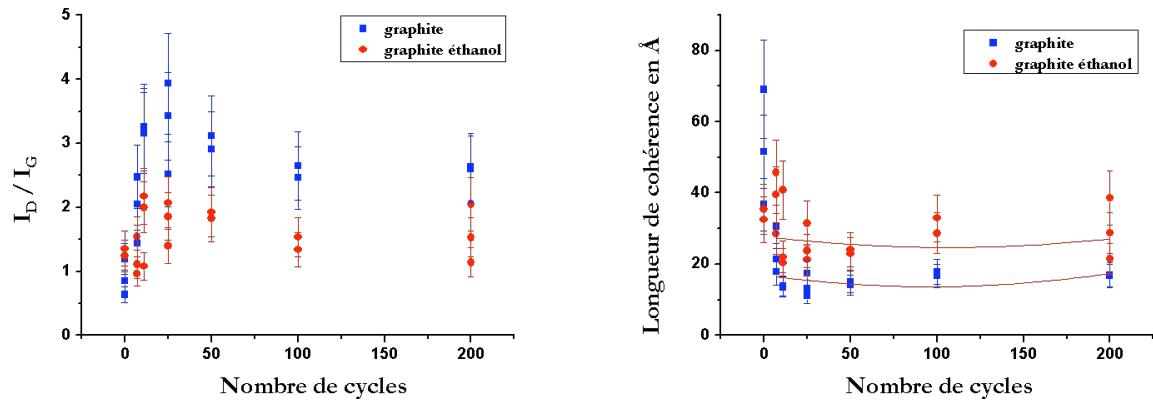 5
4
3
2
1
0
I_D / I_G
graphite
graphite éthanol
0 50 100 150 200
Nombre de cycles
80
60
40
20
0
Longueur de cohérence en Å
graphite
graphite éthanol
0 50 100 150 200
Nombre de cycles